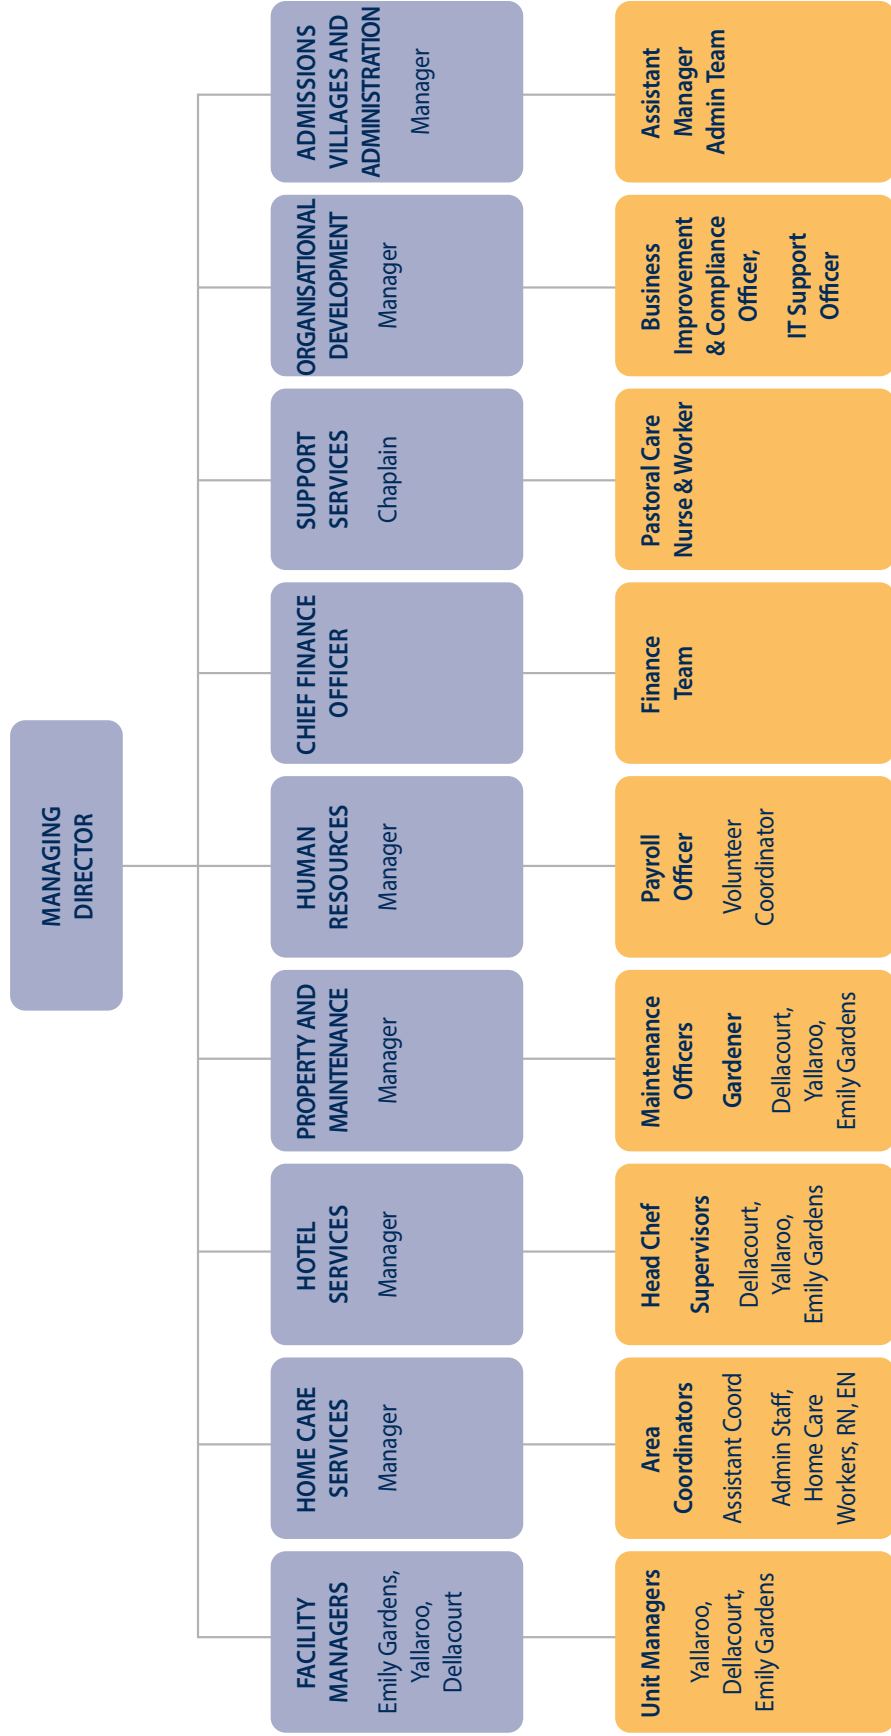 MANAGING
DIRECTOR
FACILITY
MANAGERS
Emily Gardens,
Yallaroo,
Dellacourt
HOME CARE
SERVICES
Manager
HOTEL
SERVICES
Manager
PROPERTY AND
MAINTENANCE
Manager
HUMAN
RESOURCES
Manager
CHIEF FINANCE
OFFICER
SUPPORT
SERVICES
Chaplain
ORGANISATIONAL
DEVELOPMENT
Manager
ADMISSIONS
VILLAGES AND
ADMINISTRATION
Manager
Unit Managers
Yallaroo,
Dellacourt,
Emily Gardens
Area
Coordinators
Assistant Coord
Admin Staff,
Home Care
Workers, RN, EN
Head Chef
Supervisors
Dellacourt,
Yallaroo,
Emily Gardens
Maintenance
Officers
Gardener
Dellacourt,
Yallaroo,
Emily Gardens
Payroll
Officer
Volunteer
Coordinator
Finance
Team
Pastoral Care
Nurse & Worker
Business
Improvement
& Compliance
Officer,
IT Support
Officer
Assistant
Manager
Admin Team